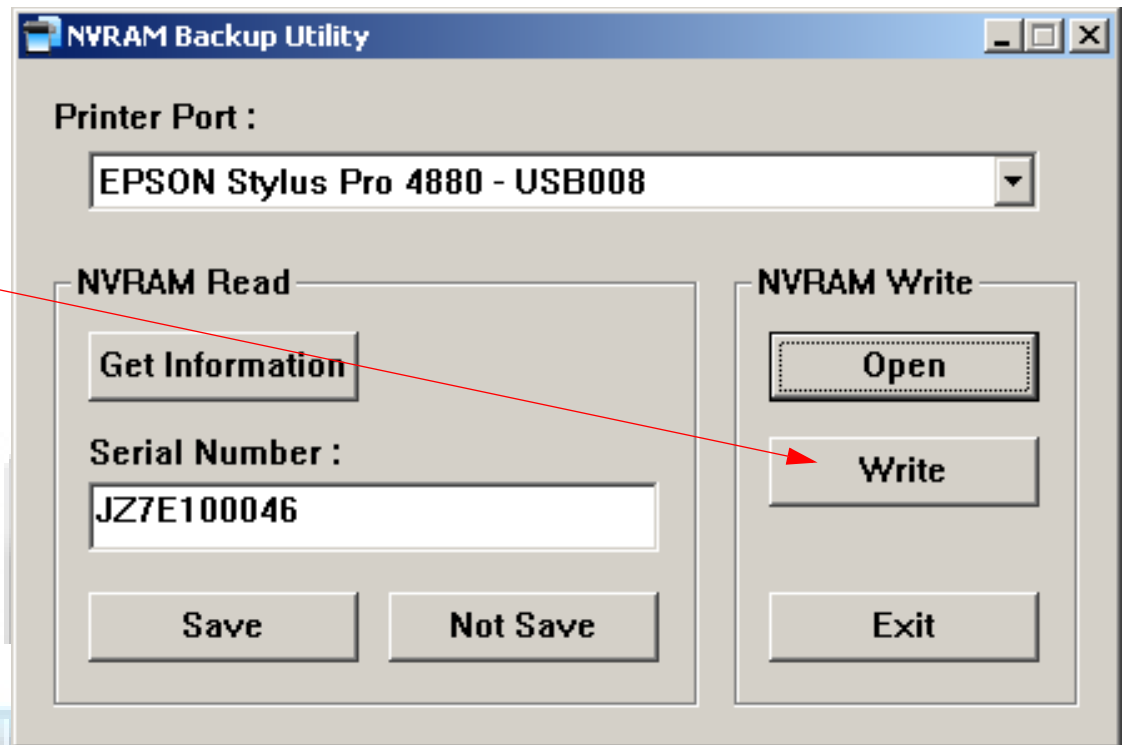 NVRAM Backup Utility
Printer Port :
EPSON Stylus Pro 4880 - USB008
NVRAM Read
Get Information
Serial Number :
JZ7E100046
Save
Not Save
NVRAM Write
Open
Write
Exit